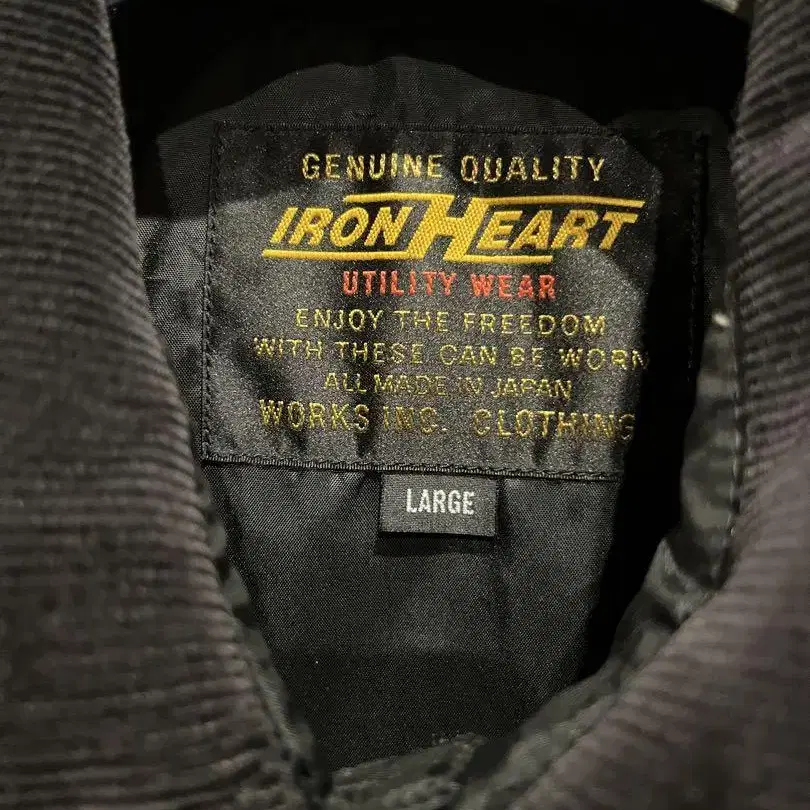 GENUINE QUALITY
IRON HEART
UTILITY WEAR
ENJOY THE FREEDOM
WITH THESE CAN BE WORN
ALL MADE IN JAPAN
WORKS INC. CLOTHING
LARGE